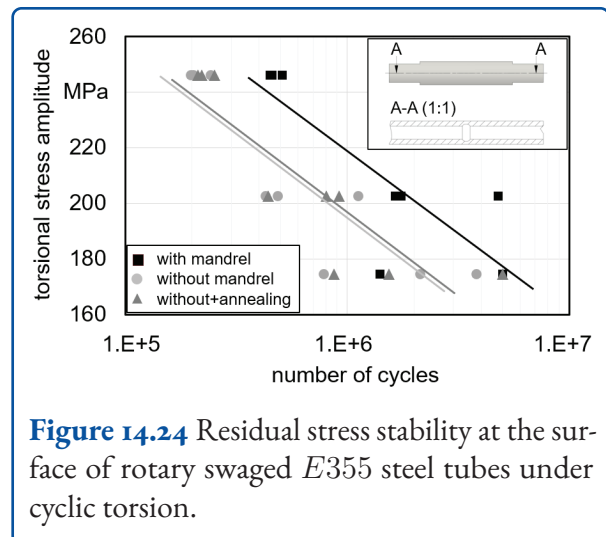 260
MPa
220
200
180
160
torsional stress amplitude
A
A
A-A (1:1)
with mandrel
without mandrel
without+annealing
1.E+5
1.E+6
1.E+7
number of cycles
Figure 14.24 Residual stress stability at the sur-
face of rotary swaged E355 steel tubes under
cyclic torsion.